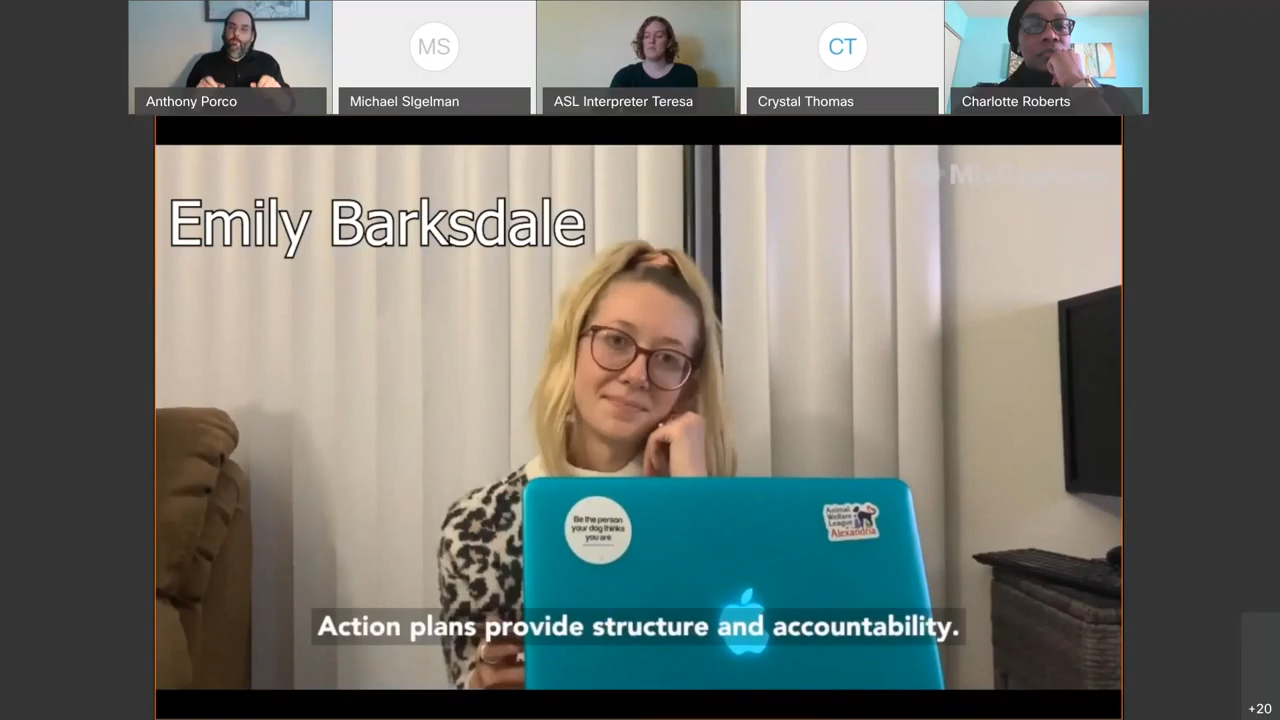 Anthony Porco
MS
Michael SIgelman
ASL Interpreter Teresa
CT
Crystal Thomas
Charlotte Roberts
Emily Barksdale
Be the person
your dog thinks
you are
Animal
Welfare
League
Alexandria
Action plans provide structure and accountability.
+20